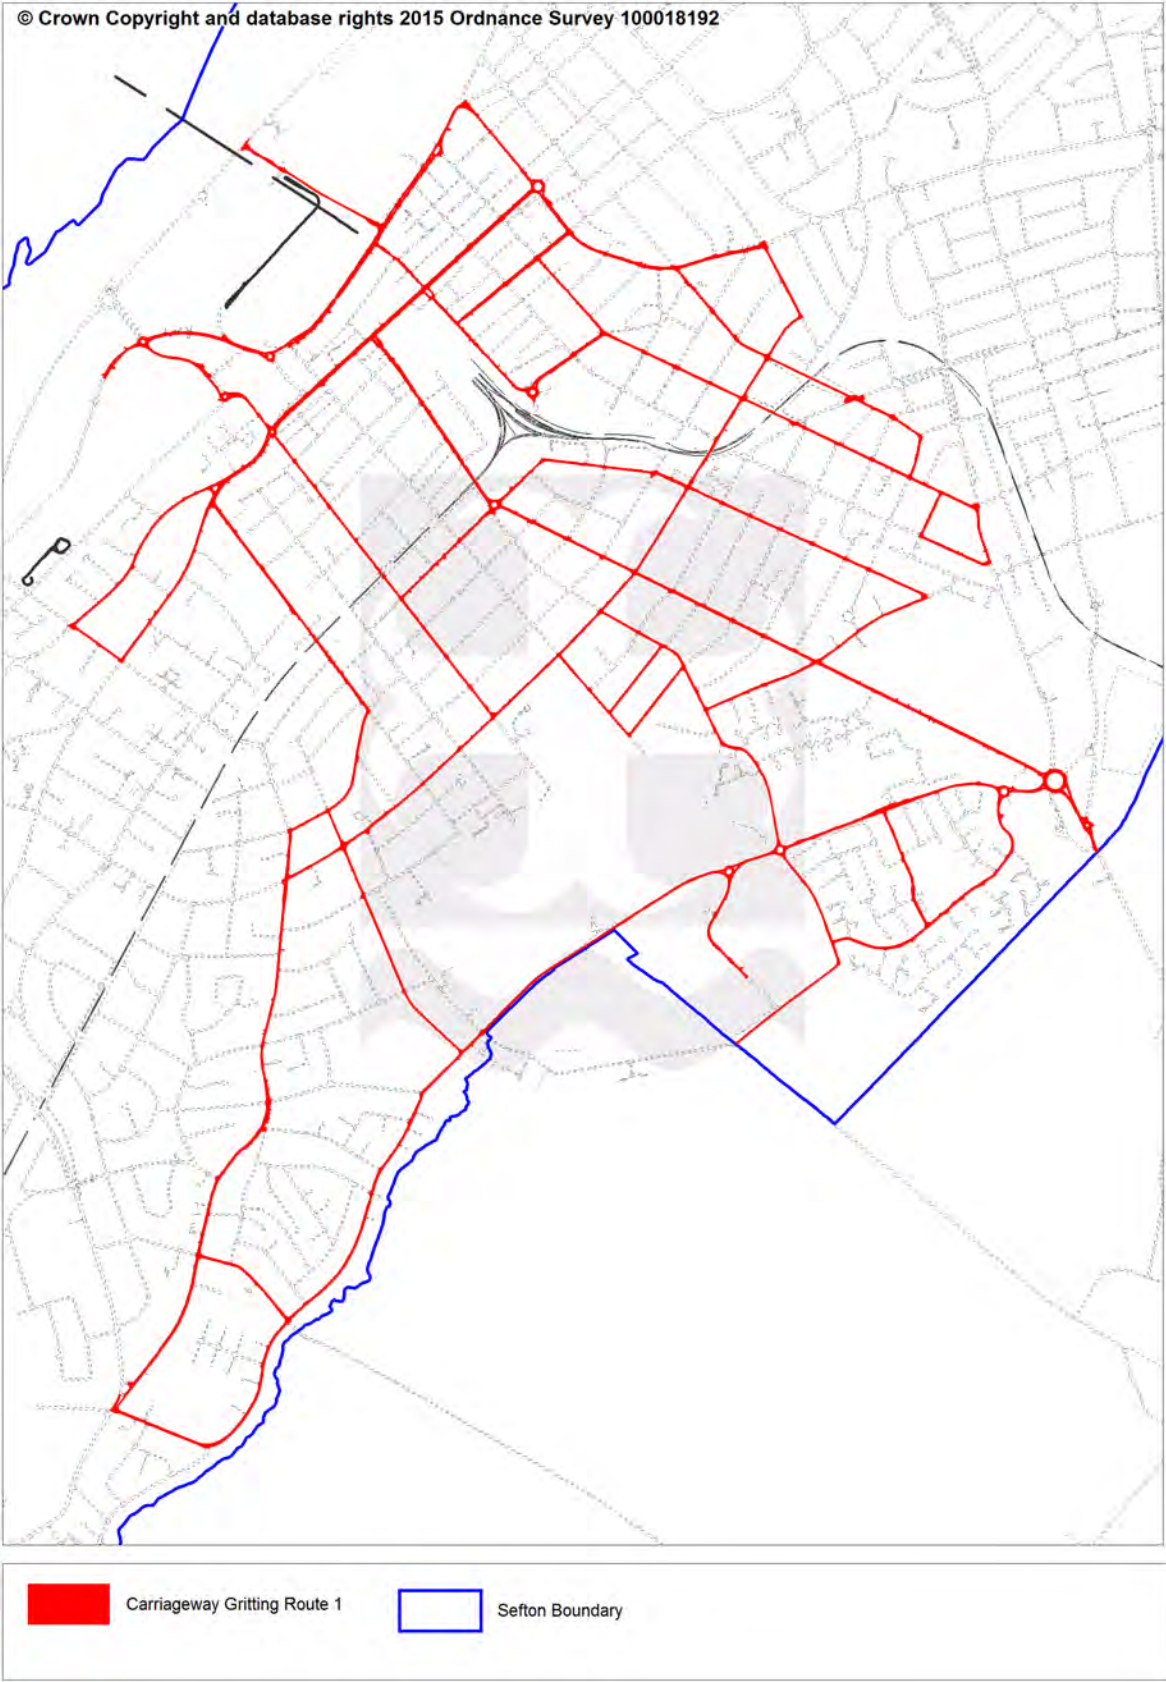 © Crown Copyright and database rights 2015 Ordnance Survey 100018192
Carriageway Gritting Route 1
Sefton Boundary